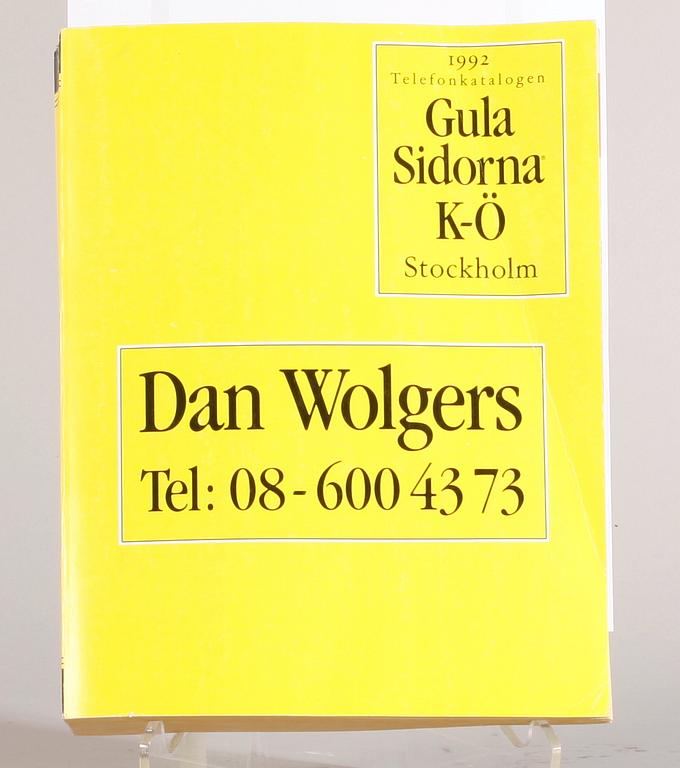 1992
Telefonkatalogen
Gula
Sidorna®
K-Ö
Stockholm
Dan Wolgers
Tel: 08-600 43 73